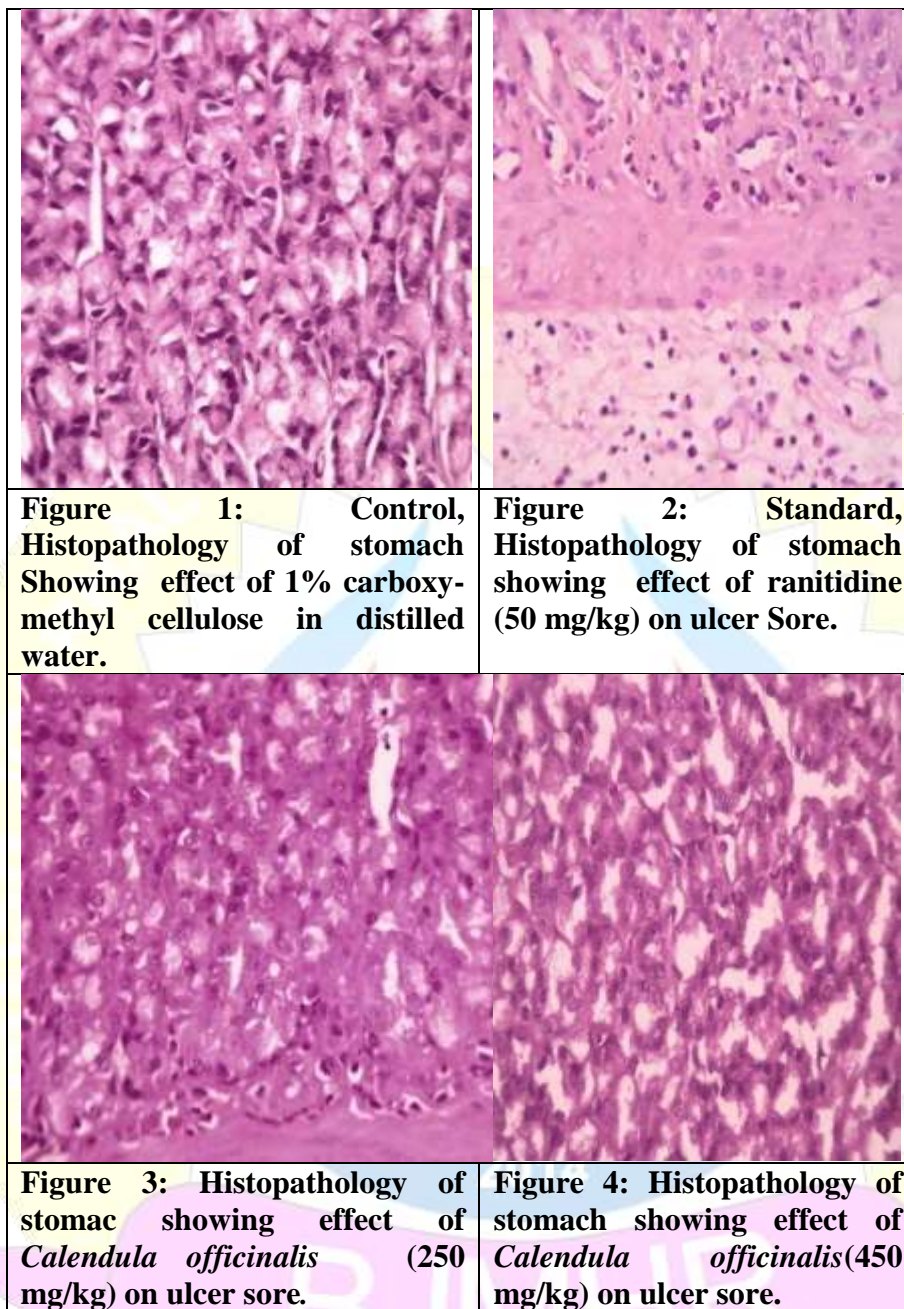 Figure 1: Control,
Histopathology of stomach
Showing effect of 1% carboxy-
methyl cellulose in distilled
water.
Figure 2: Standard,
Histopathology of stomach
showing effect of ranitidine
(50 mg/kg) on ulcer Sore.
Figure 3: Histopathology of
stomac showing effect of
Calendula officinalis (250
mg/kg) on ulcer sore.
Figure 4: Histopathology of
stomach showing effect of
Calendula officinalis(450
mg/kg) on ulcer sore.